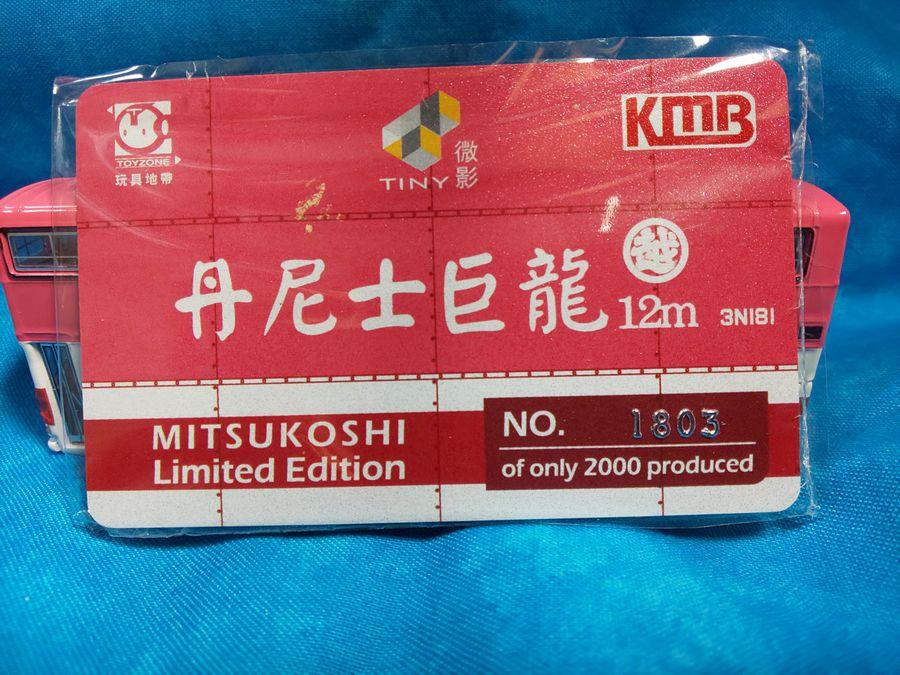 TOYZONE
玩具地帶
TINY 微影
KMB
越
丹尼士巨龍 12m 3N181
MITSUKOSHI
Limited Edition
NO. 1803
of only 2000 produced